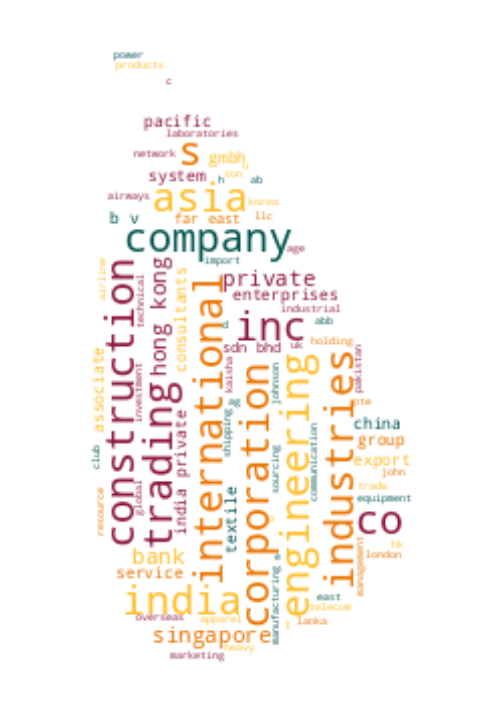 power
products
c
pacific
laboratories
network
s
gmbh
system
son
h
ab
airways
asia
korea
b v
far east
llc
company
age
import
airline
construction
technical
hong kong
consultants
international
private
enterprises
industrial
inc
abb
d
sdn bhd
uk
holding
kaisha
pakistan
associate
investment
trading
india private
ag
shipping
corporation
johnson
engineering
industries
pte
china
group
export
john
trade
equipment
club
resource
global
textile
sourcing
communication
co
hk
london
management
bank
service
manufacturing
india
east
telecom
overseas
apparel
l
lanka
singapore
heavy
marketing